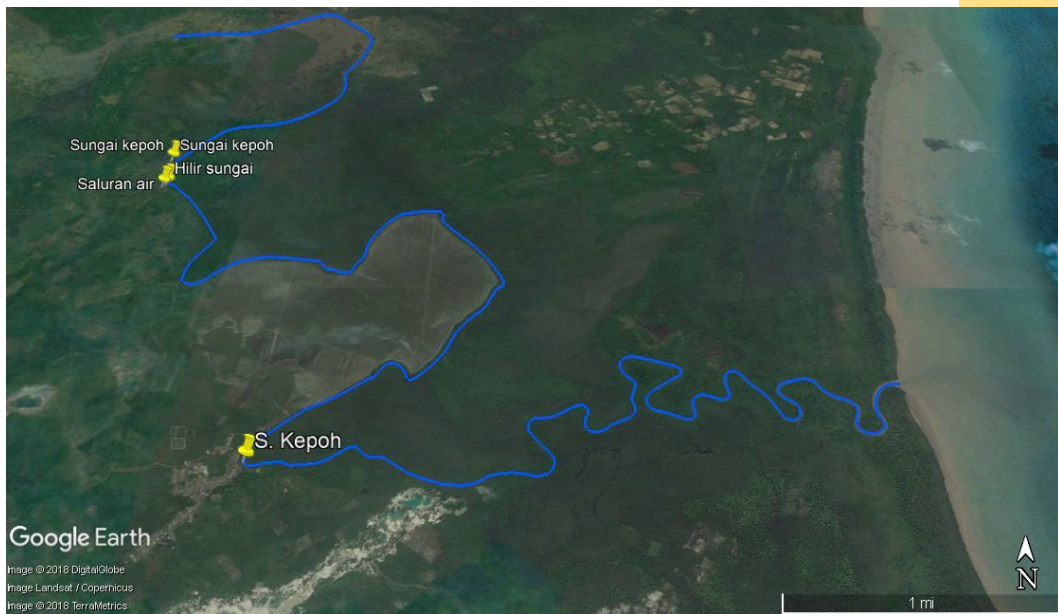 Sungai kepoh
Sungai kepoh
Hilir sungai
Saluran air
S. Kepoh
Google Earth
Image © 2018 DigitalGlobe
Image Landsat / Copernicus
Image © 2018 TerraMetrics
N
1 mi